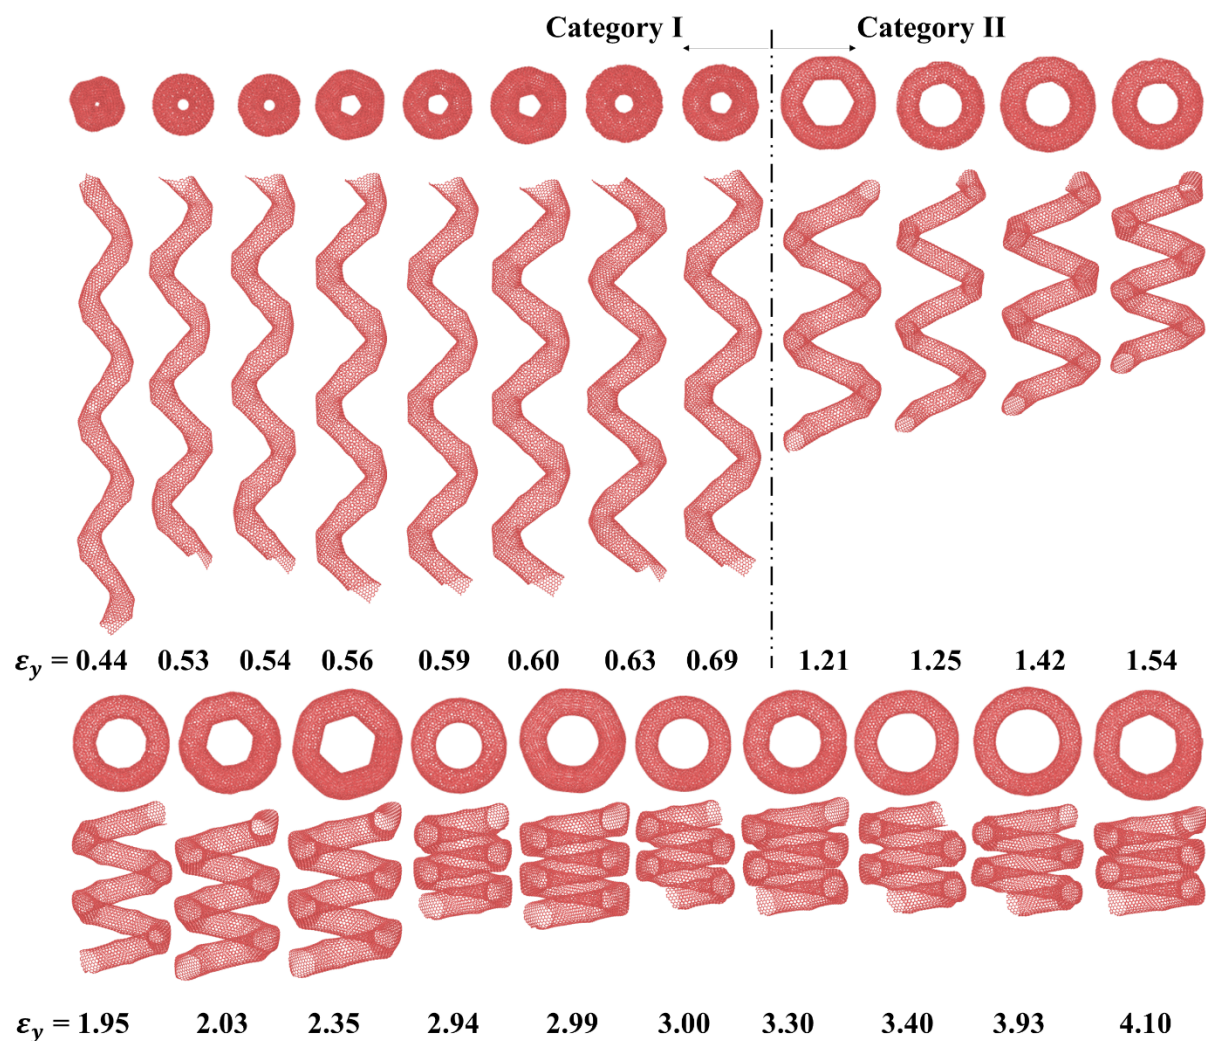 Category I Category II
εy = 0.44 0.53 0.54 0.56 0.59 0.60 0.63 0.69 1.21 1.25 1.42 1.54
εy = 1.95 2.03 2.35 2.94 2.99 3.00 3.30 3.40 3.93 4.10